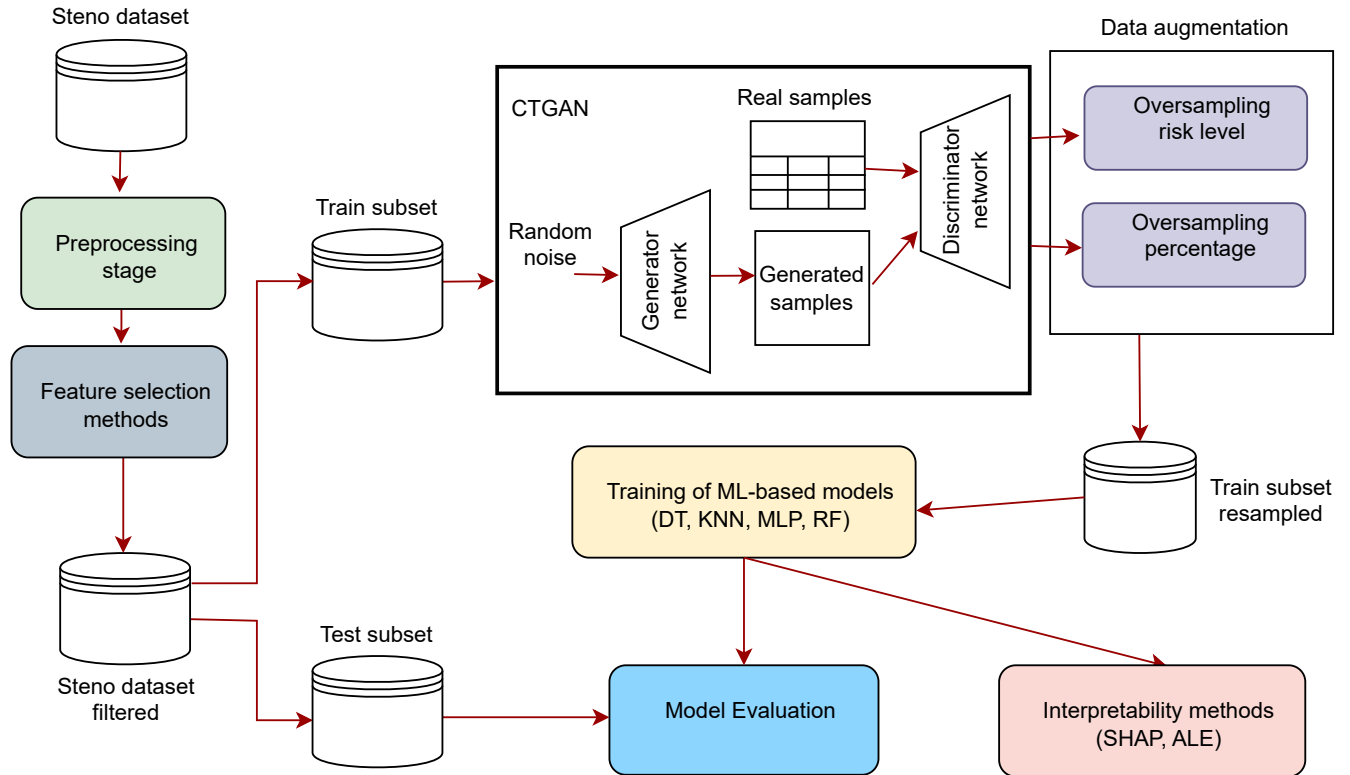 Steno dataset
Preprocessing
stage
Feature selection
methods
Steno dataset
filtered
Train subset
Test subset
CTGAN
Random
noise
Generator
network
Real samples
Generated
samples
Discriminator
network
Data augmentation
Oversampling
risk level
Oversampling
percentage
Train subset
resampled
Training of ML-based models
(DT, KNN, MLP, RF)
Model Evaluation
Interpretability methods
(SHAP, ALE)